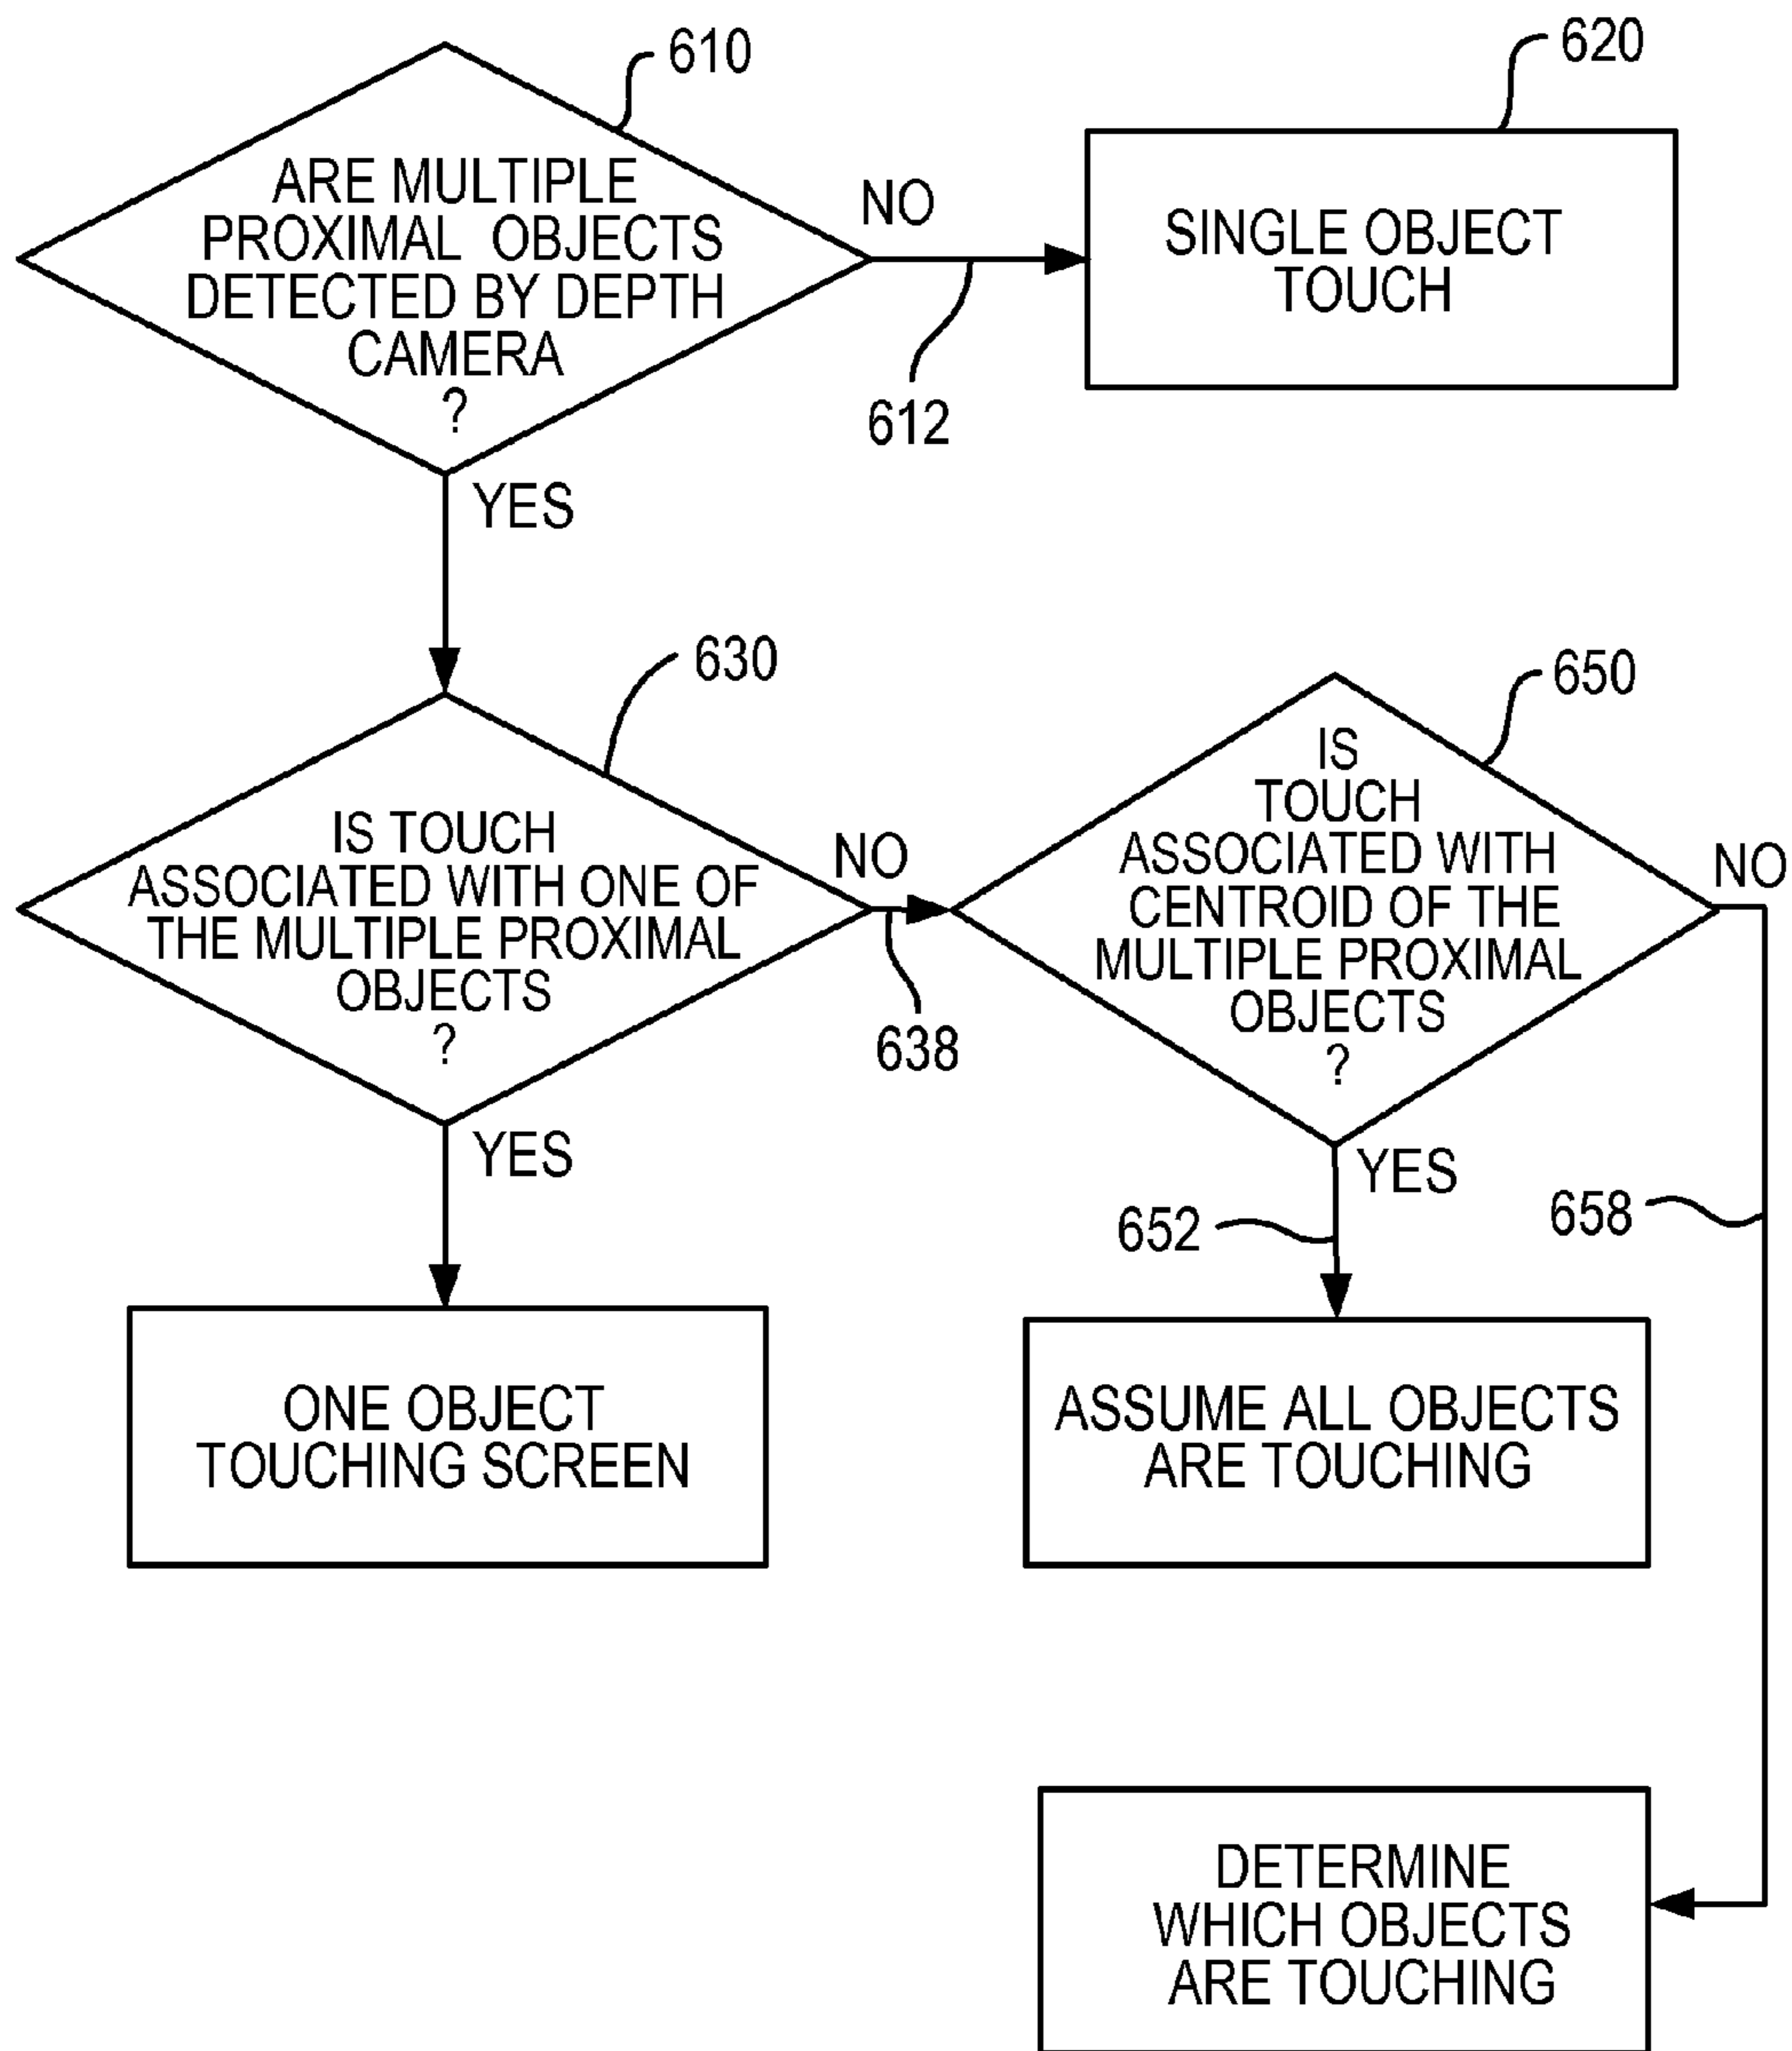 610
620
ARE MULTIPLE
PROXIMAL OBJECTS
DETECTED BY DEPTH
CAMERA
?
NO
612
SINGLE OBJECT
TOUCH
YES
630
IS TOUCH
ASSOCIATED WITH ONE OF
THE MULTIPLE PROXIMAL
OBJECTS
?
NO
638
650
IS
TOUCH
ASSOCIATED WITH
CENTROID OF THE
MULTIPLE PROXIMAL
OBJECTS
?
NO
YES
YES
652
658
ONE OBJECT
TOUCHING SCREEN
ASSUME ALL OBJECTS
ARE TOUCHING
DETERMINE
WHICH OBJECTS
ARE TOUCHING